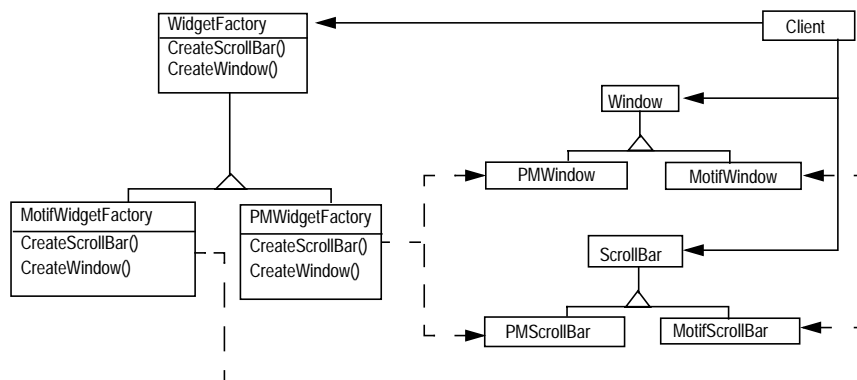 WidgetFactory
CreateScrollBar()
CreateWindow()
Client
Window
PMWindow
MotifWindow
MotifWidgetFactory
CreateScrollBar()
CreateWindow()
PMWidgetFactory
CreateScrollBar()
CreateWindow()
ScrollBar
PMScrollBar
MotifScrollBar